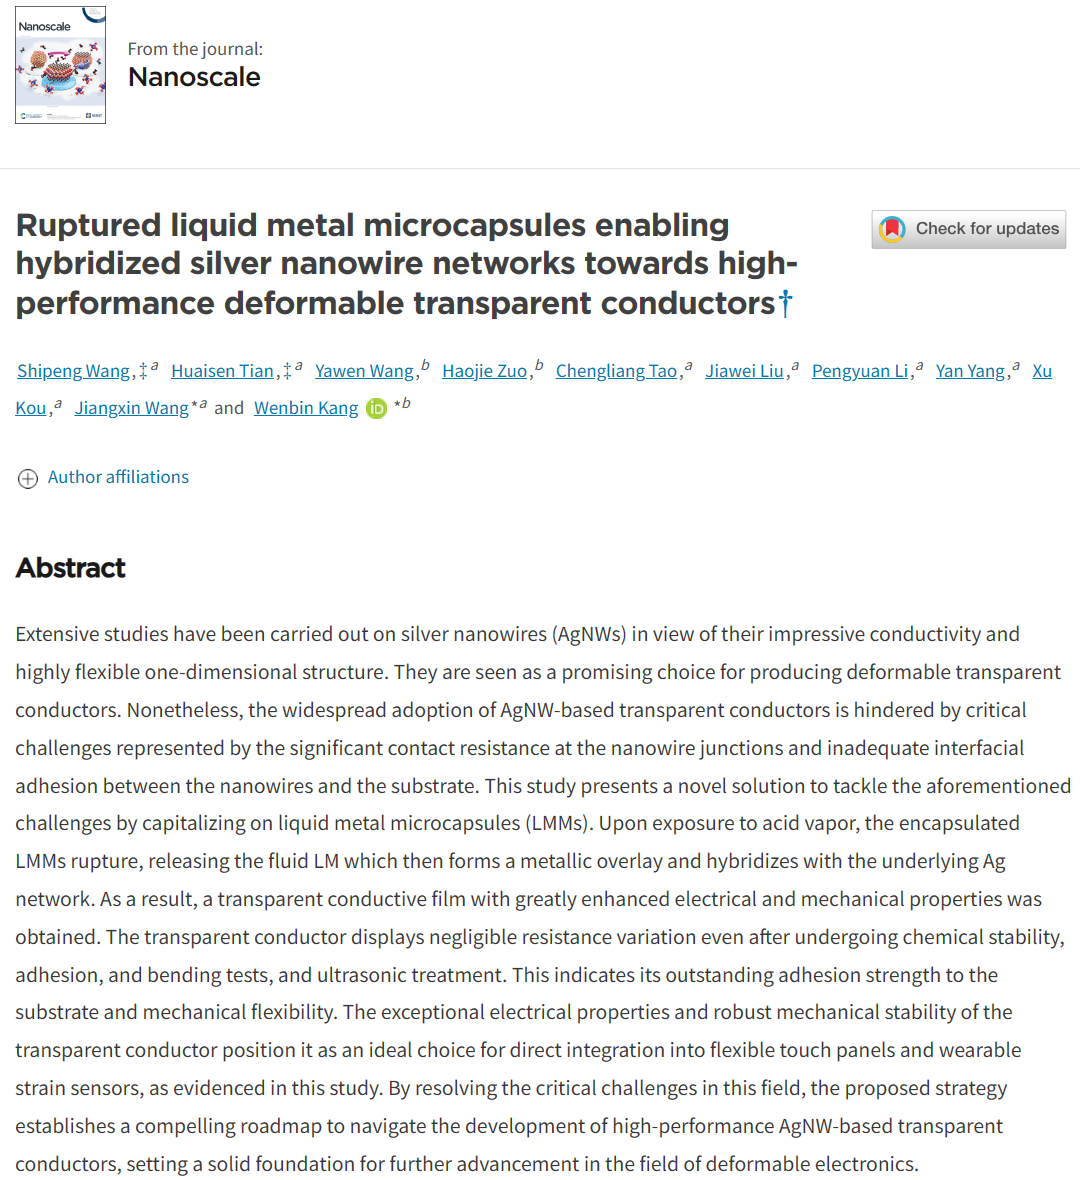 Nanoscale
From the journal:
Nanoscale
Ruptured liquid metal microcapsules enabling
hybridized silver nanowire networks towards high-
performance deformable transparent conductors†
Check for updates
Shipeng Wang,‡a Huaisen Tian,‡a Yawen Wang,b Haojie Zuo,b Chengliang Tao,a Jiawei Liu,a Pengyuan Li,a Yan Yang,a Xu
Kou,a Jiangxin Wang*a and Wenbin Kang iD *b
Author affiliations
Abstract
Extensive studies have been carried out on silver nanowires (AgNWs) in view of their impressive conductivity and
highly flexible one-dimensional structure. They are seen as a promising choice for producing deformable transparent
conductors. Nonetheless, the widespread adoption of AgNW-based transparent conductors is hindered by critical
challenges represented by the significant contact resistance at the nanowire junctions and inadequate interfacial
adhesion between the nanowires and the substrate. This study presents a novel solution to tackle the aforementioned
challenges by capitalizing on liquid metal microcapsules (LMMs). Upon exposure to acid vapor, the encapsulated
LMMs rupture, releasing the fluid LM which then forms a metallic overlay and hybridizes with the underlying Ag
network. As a result, a transparent conductive film with greatly enhanced electrical and mechanical properties was
obtained. The transparent conductor displays negligible resistance variation even after undergoing chemical stability,
adhesion, and bending tests, and ultrasonic treatment. This indicates its outstanding adhesion strength to the
substrate and mechanical flexibility. The exceptional electrical properties and robust mechanical stability of the
transparent conductor position it as an ideal choice for direct integration into flexible touch panels and wearable
strain sensors, as evidenced in this study. By resolving the critical challenges in this field, the proposed strategy
establishes a compelling roadmap to navigate the development of high-performance AgNW-based transparent
conductors, setting a solid foundation for further advancement in the field of deformable electronics.